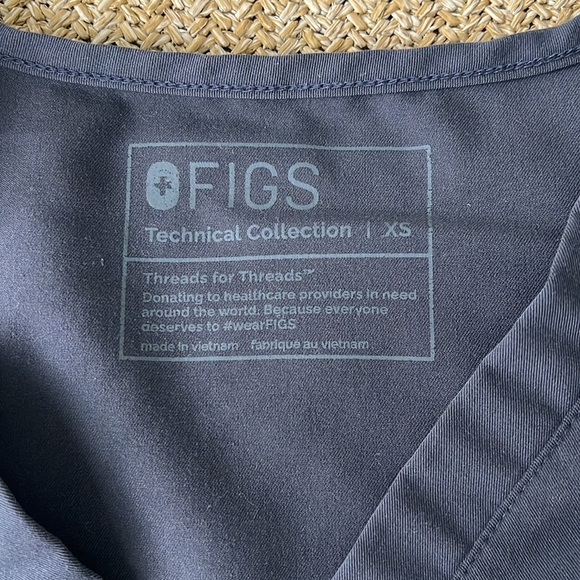 FIGS
Technical Collection | XS
Threads for Threads™
Donating to healthcare providers in need
around the world. Because everyone
deserves to #wearFIGS
made in vietnam fabriqué au vietnam